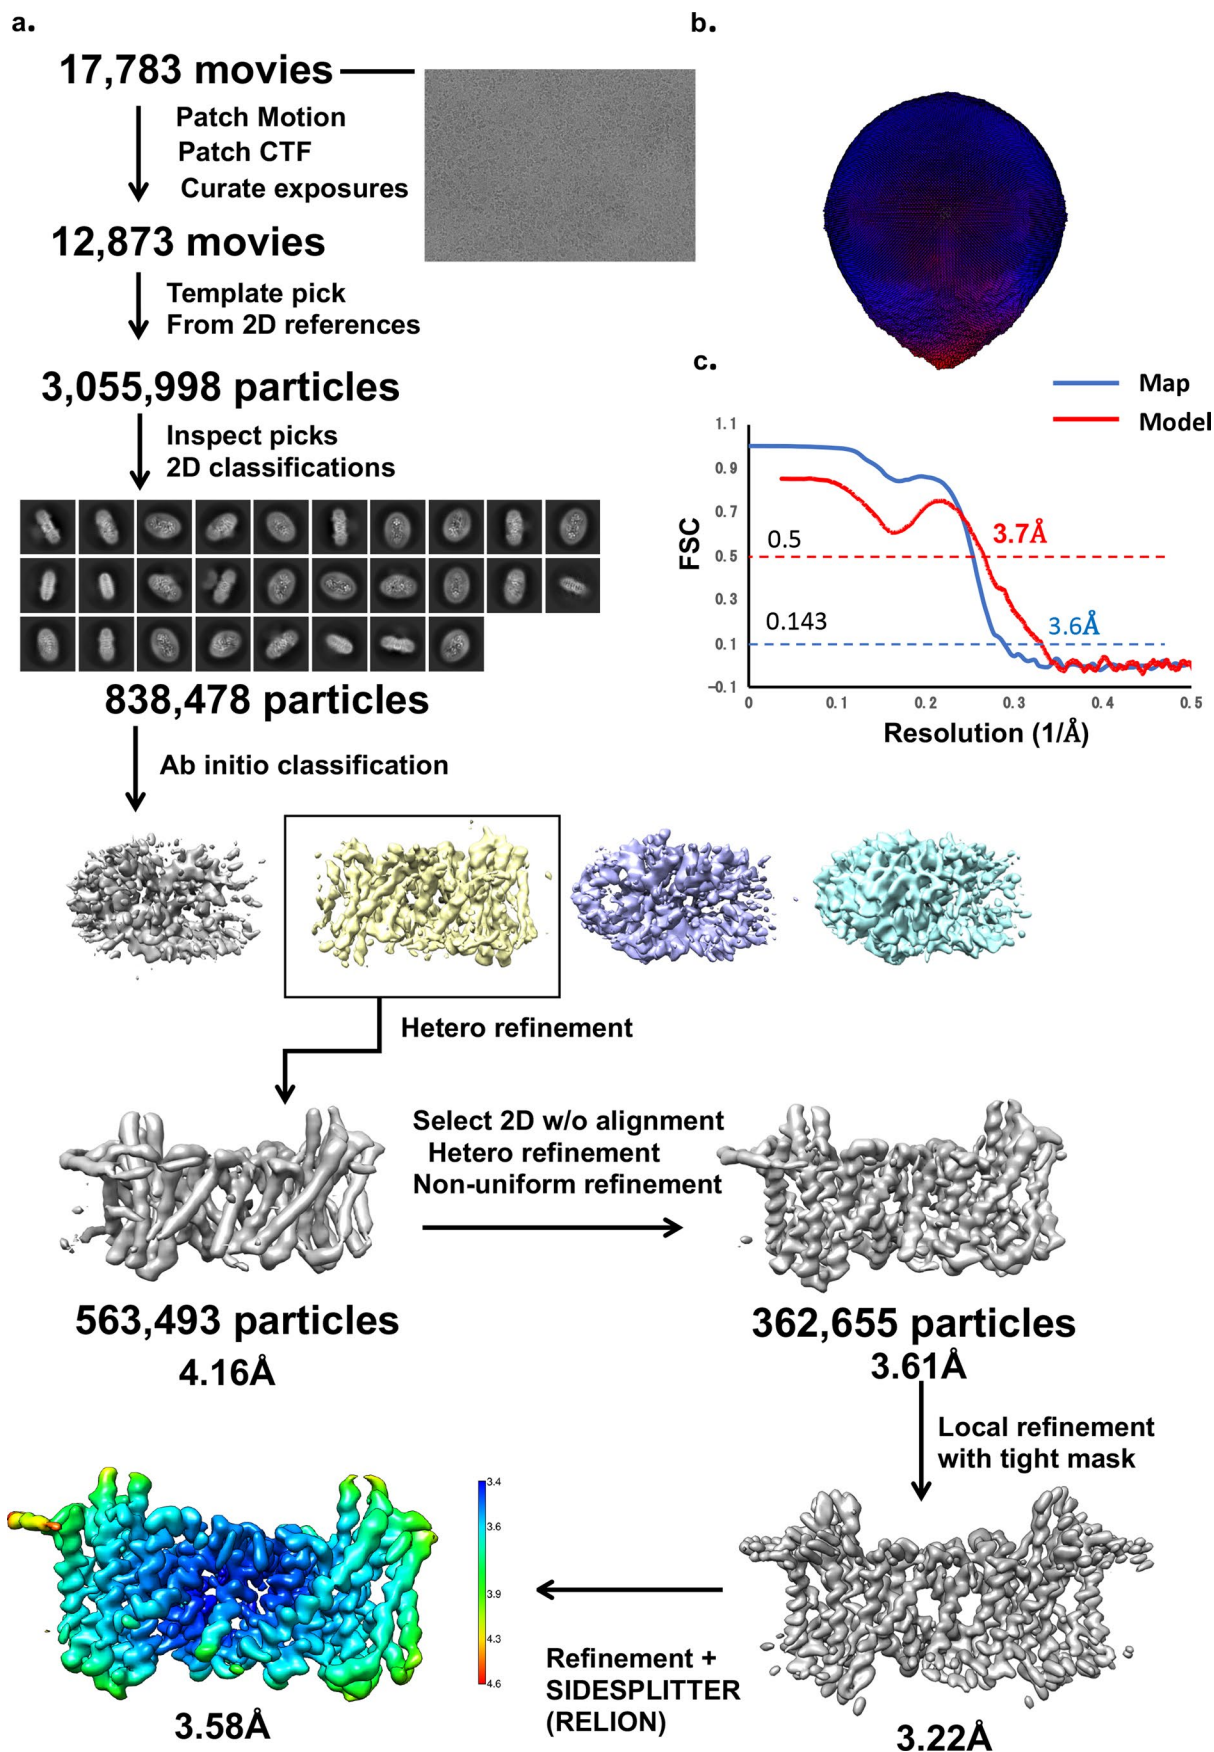 a.
17,783 movies
Patch Motion
Patch CTF
Curate exposures
12,873 movies
Template pick
From 2D references
3,055,998 particles
Inspect picks
2D classifications
838,478 particles
Ab initio classification
Hetero refinement
Select 2D w/o alignment
Hetero refinement
Non-uniform refinement
563,493 particles
4.16Å
362,655 particles
3.61Å
Local refinement
with tight mask
3.22Å
Refinement +
SIDESPLITTER
(RELION)
3.4
3.6
3.9
4.3
4.6
3.58Å
b.
c.
Map
Model
1.1
0.9
0.7
0.5
0.3
0.1
-0.1
FSC
0.5
3.7Å
0.143
3.6Å
0
0.1
0.2
0.3
0.4
0.5
Resolution (1/Å)